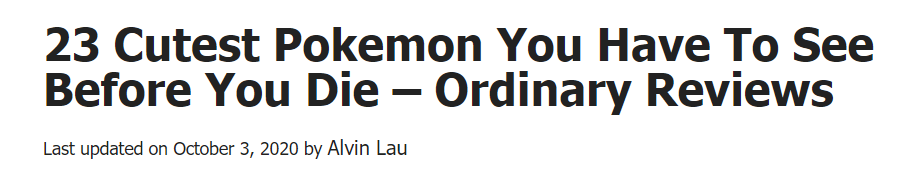 23 Cutest Pokemon You Have To See
Before You Die – Ordinary Reviews
Last updated on October 3, 2020 by Alvin Lau